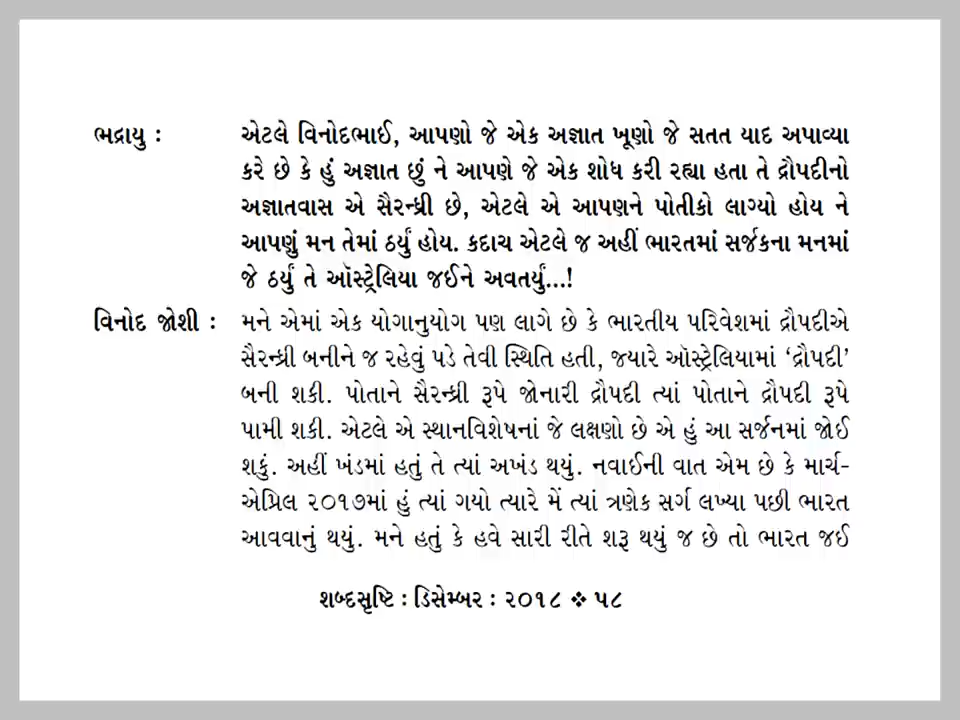 ભદ્રાયુ : એટલે વિનોદભાઈ, આપણો જે એક અજ્ઞાત ખૂણો જે સતત યાદ અપાવ્યા
કરે છે કે હું અજ્ઞાત છું ને આપણે જે એક શોધ કરી રહ્યા હતા તે દ્રૌપદીનો
અજ્ઞાતવાસ એ સૈરન્ધ્રી છે, એટલે એ આપણને પોતીકો લાગ્યો હોય ને
આપણું મન તેમાં ઠર્યું હોય. કદાચ એટલે જ અહીં ભારતમાં સર્જકના મનમાં
જે ઠર્યું તે ઑસ્ટ્રેલિયા જઈને અવતર્યું...!
વિનોદ જોશી : મને એમાં એક યોગાનુયોગ પણ લાગે છે કે ભારતીય પરિવેશમાં દ્રૌપદીએ
સૈરન્ધ્રી બનીને જ રહેવું પડે તેવી સ્થિતિ હતી, જ્યારે ઑસ્ટ્રેલિયામાં ‘દ્રૌપદી’
બની શકી. પોતાને સૈરન્ધ્રી રૂપે જોનારી દ્રૌપદી ત્યાં પોતાને દ્રૌપદી રૂપે
પામી શકી. એટલે એ સ્થાનવિશેષનાં જે લક્ષણો છે એ હું આ સર્જનમાં જોઈ
શકું. અહીં ખંડમાં હતું તે ત્યાં અખંડ થયું. નવાઈની વાત એમ છે કે માર્ચ-
એપ્રિલ ૨૦૧૭માં હું ત્યાં ગયો ત્યારે મેં ત્યાં ત્રણેક સર્ગ લખ્યા પછી ભારત
આવવાનું થયું. મને હતું કે હવે સારી રીતે શરૂ થયું જ છે તો ભારત જઈ
શબ્દસૃષ્ટિ : ડિસેમ્બર : ૨૦૧૮ ❖ ૫૮